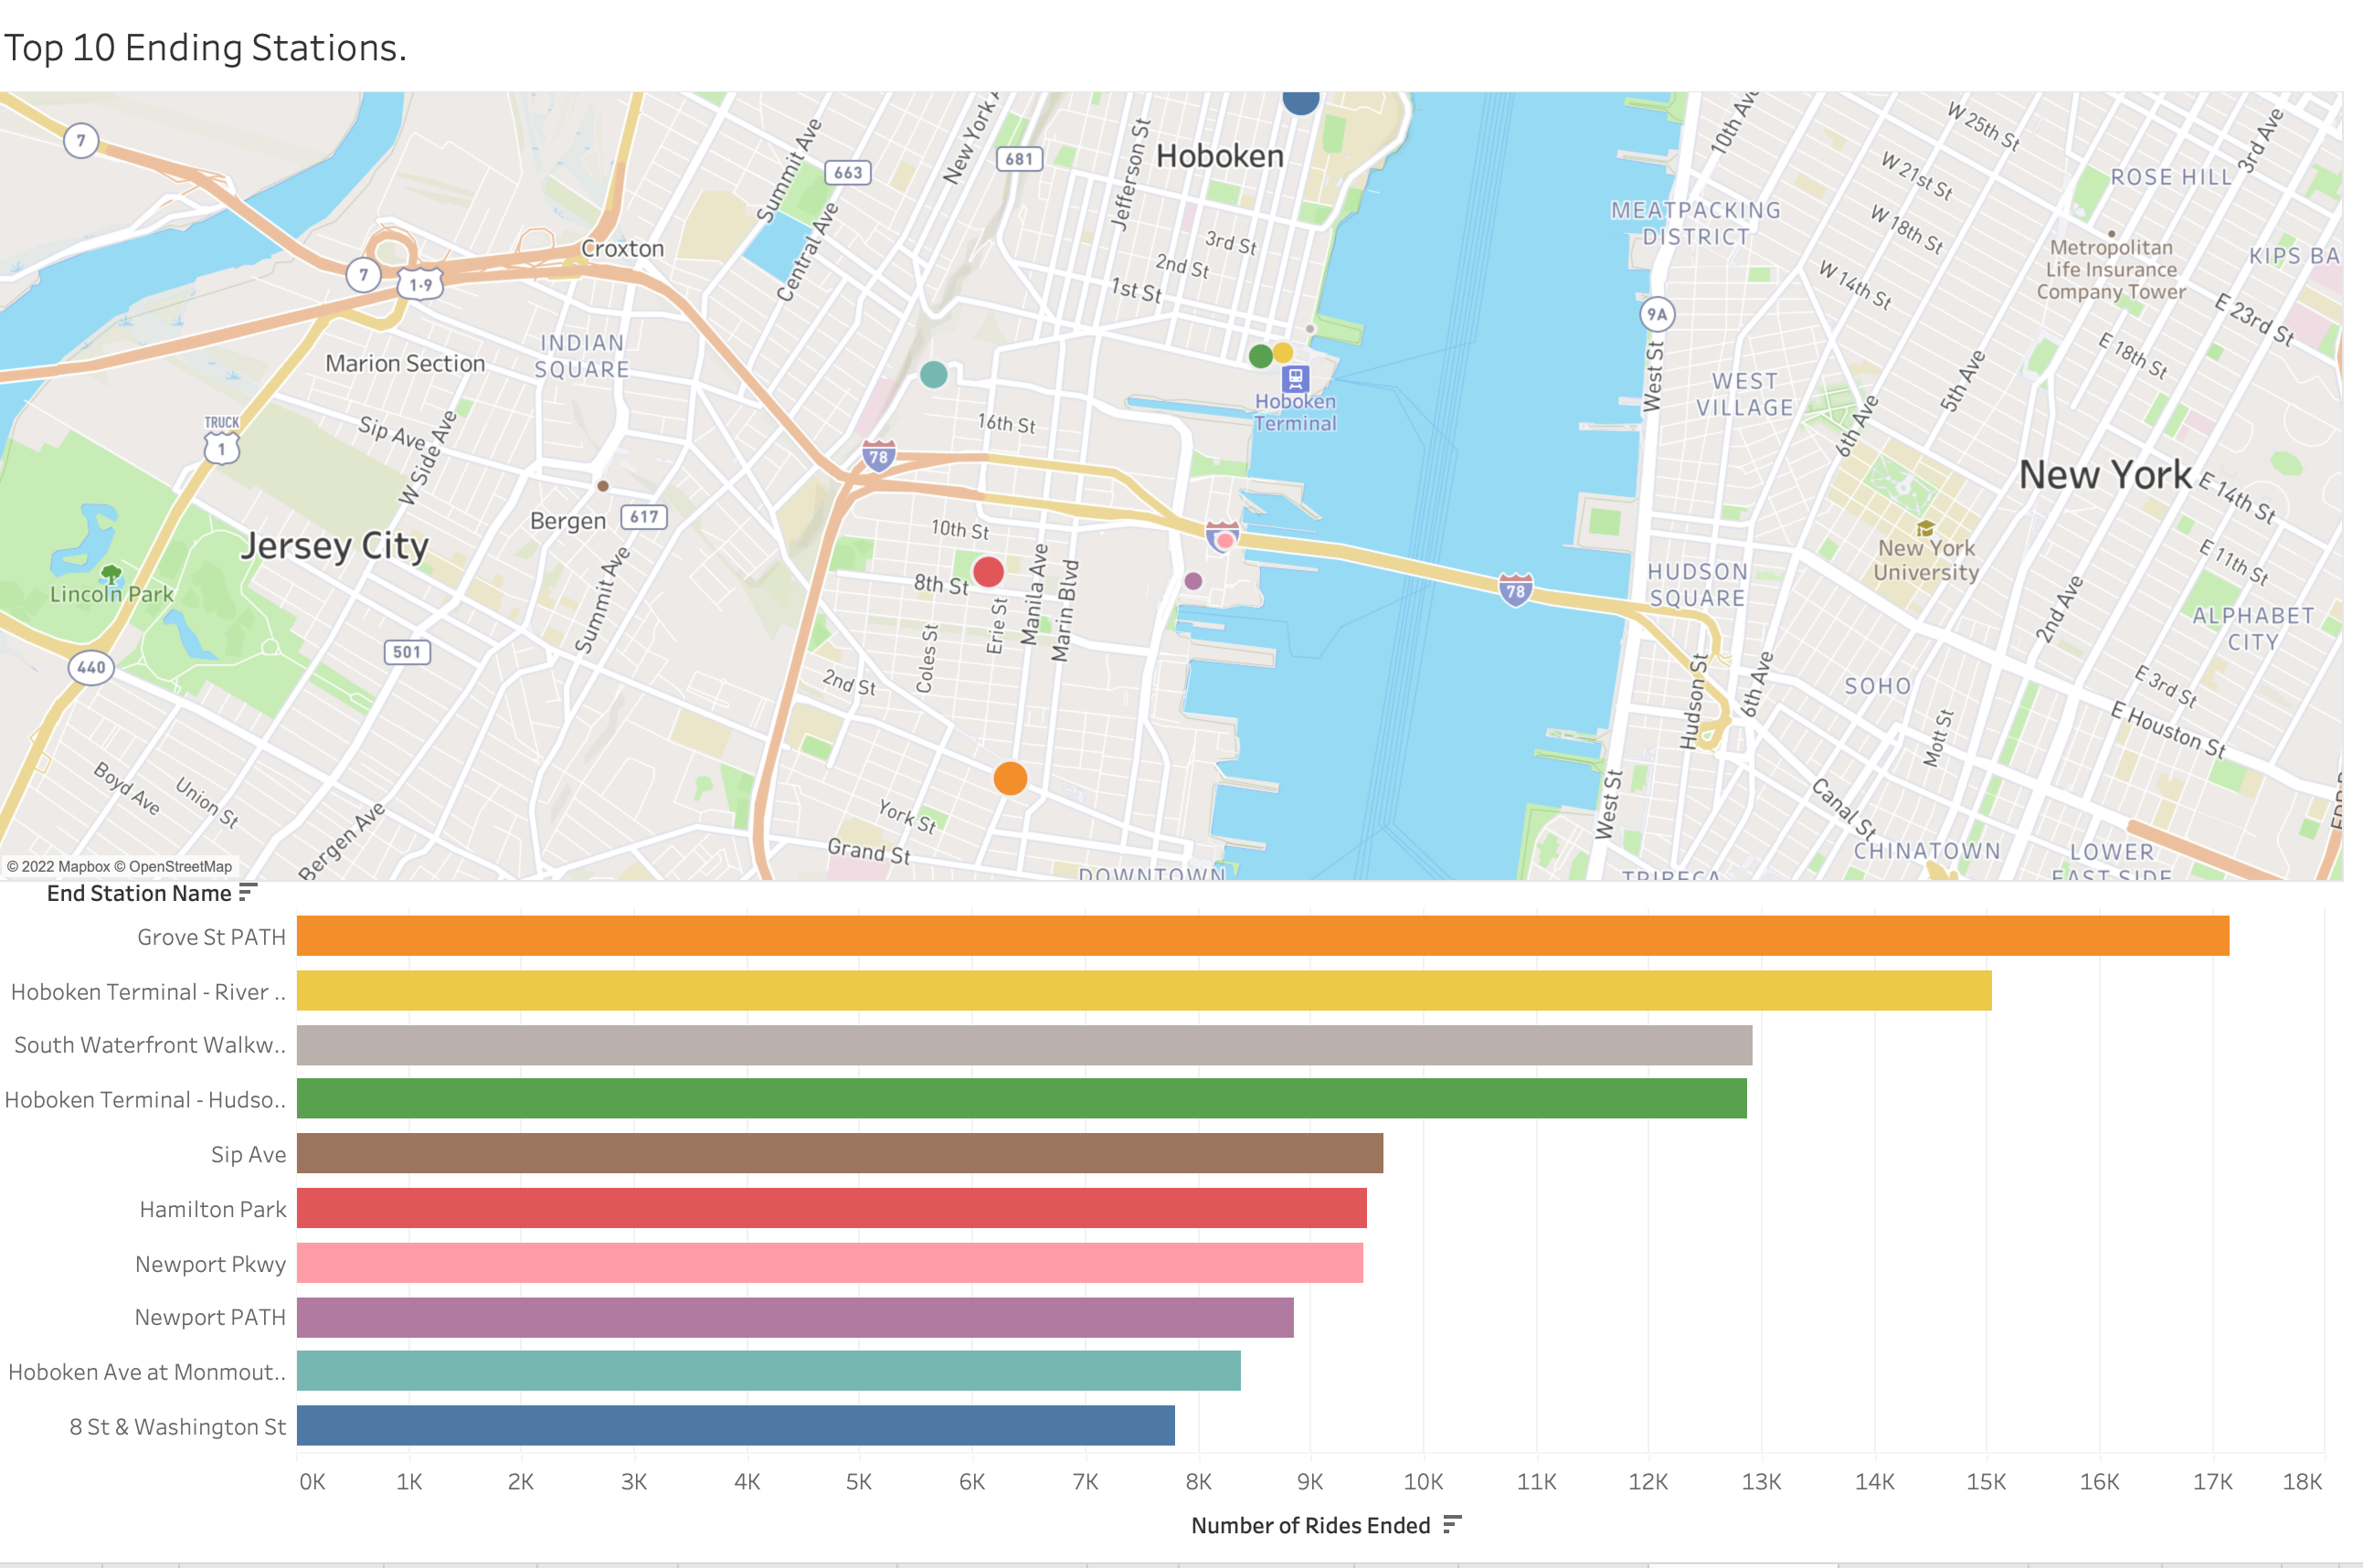 Top 10 Ending Stations.
7
Summit Ave
663
New York A
681
Jefferson St
Hoboken
10th Ave
W 25th St
3rd Ave
W 21st St
ROSE HILL
MEATPACKING
DISTRICT
W 18th St
Croxton
Central Ave
3rd St
2nd St
1st St
W 14th St
Metropolitan
Life Insurance
Company Tower
KIPS BA
7
1-9
9A
E 23rd St
INDIAN
SQUARE
Marion Section
West St
WEST
VILLAGE
5th Ave
E 18th St
Hoboken
Terminal
TRUCK
1
Sip Ave
W Side Ave
16th St
78
6th Ave
New York
E 14th St
Jersey City
Bergen
617
10th St
New York
University
E 11th St
Lincoln Park
8th St
Manila Ave
Marin Blvd
78
HUDSON
SQUARE
2nd Ave
ALPHABET
CITY
Summit Ave
501
440
Coles St
Erie St
2nd St
Hudson St
6th Ave
SOHO
Mott St
E 3rd St
E Houston St
Boyd Ave
Union St
Bergen Ave
York St
Grand St
West St
Canal St
CHINATOWN
LOWER
EAST SIDE
DOWNTOWN
TRIBECA
© 2022 Mapbox © OpenStreetMap
End Station Name
Grove St PATH
Hoboken Terminal - River ..
South Waterfront Walkw..
Hoboken Terminal - Hudso..
Sip Ave
Hamilton Park
Newport Pkwy
Newport PATH
Hoboken Ave at Monmout..
8 St & Washington St
0K 1K 2K 3K 4K 5K 6K 7K 8K 9K 10K 11K 12K 13K 14K 15K 16K 17K 18K
Number of Rides Ended